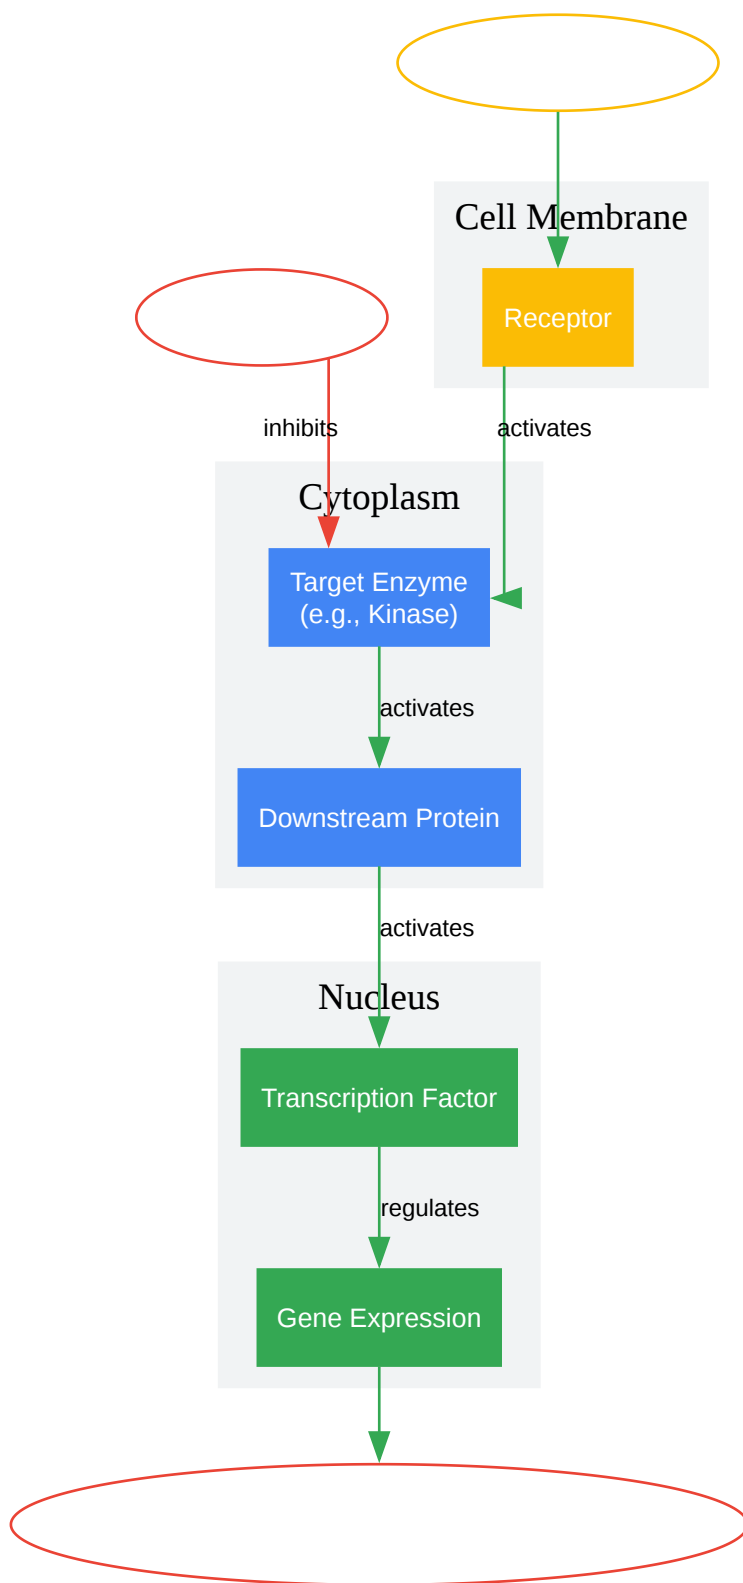 Cell Membrane
Receptor
inhibits
activates
Cytoplasm
Target Enzyme
(e.g., Kinase)
activates
Downstream Protein
activates
Nucleus
Transcription Factor
regulates
Gene Expression